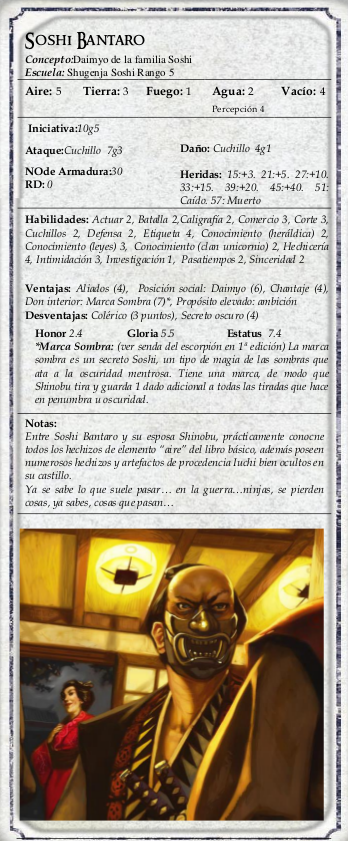 Soshi Bantaro
Concepto:Daimyo de la familia Soshi
Escuela: Shugenja Soshi Rango 5
Aire: 5 Tierra: 3 Fuego: 1 Agua: 2 Vacío: 4
Percepción 4
Iniciativa:10g5
Ataque:Cuchillo 7g3
Daño: Cuchillo 4g1
NOde Armadura:30
RD: 0
Heridas: 15:+3. 21:+5. 27:+10.
33:+15. 39:+20. 45:+40. 51:
Caído. 57: Muerto
Habilidades: Actuar 2, Batalla 2,Caligrafía 2, Comercio 3, Corte 3,
Cuchillos 2, Defensa 2, Etiqueta 4, Conocimiento (heráldica) 2,
Conocimiento (leyes) 3, Conocimiento (clan unicornio) 2, Hechicería
4, Intimidación 3, Investigación 1, Pasatiempos 2, Sinceridad 2
Ventajas: Aliados (4), Posición social: Daimyo (6), Chantaje (4),
Don interior: Marca Sombra (7)*, Propósito elevado: ambición
Desventajas: Colérico (3 puntos), Secreto oscuro (4)
Honor 2.4 Gloria 5.5 Estatus 7.4
*Marca Sombra: (ver senda del escorpión en 1ª edición) La marca
sombra es un secreto Soshi, un tipo de magia de las sombras que
ata a la oscuridad mentirosa. Tiene una marca, de modo que
Shinobu tira y guarda 1 dado adicional a todas las tiradas que hace
en penumbra u oscuridad.
Notas:
Entre Soshi Bantaro y su esposa Shinobu, prácticamente conocne
todos los hechizos de elemento "aire" del libro básico, además poseen
numerosos hechizos y artefactos de procedencia Iuchi bien ocultos en
su castillo.
Ya se sabe lo que suele pasar… en la guerra…ninjas, se pierden
cosas, ya sabes, cosas que pasan…